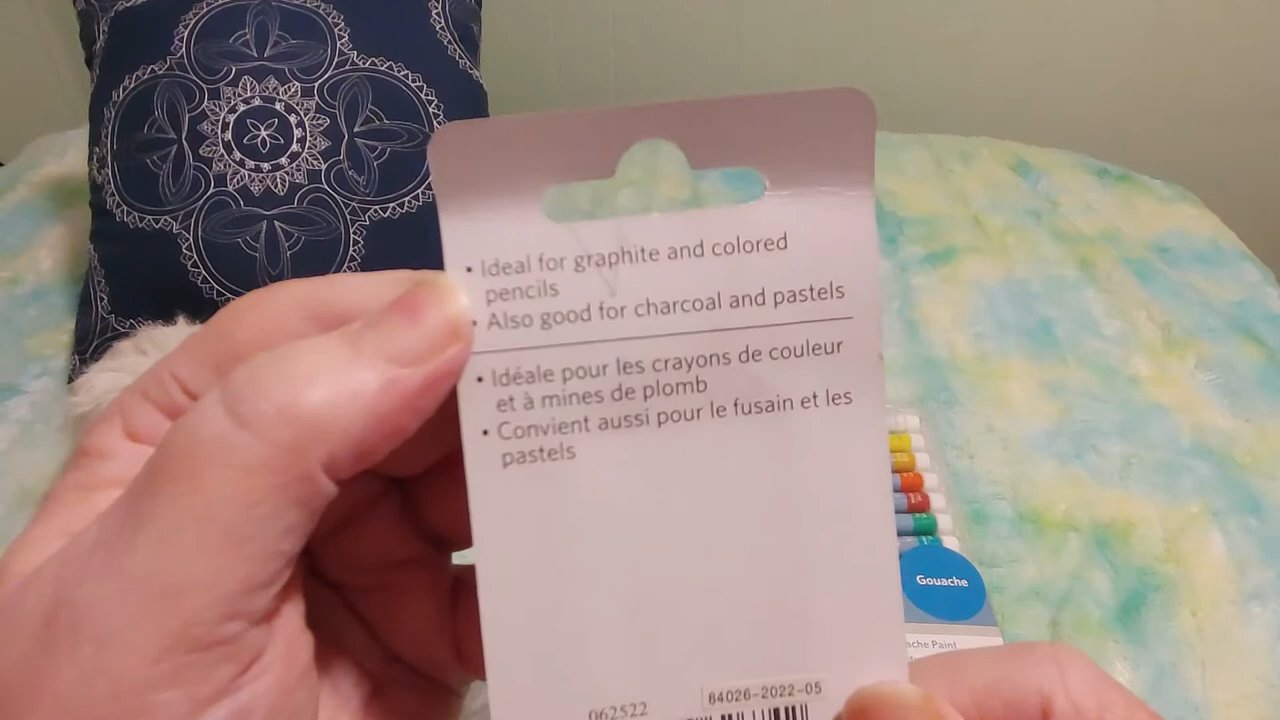 • Ideal for graphite and colored
pencils
• Also good for charcoal and pastels
• Idéale pour les crayons de couleur
et à mines de plomb
• Convient aussi pour le fusain et les
pastels
062522
84026-2022-05
Gouache
Paint